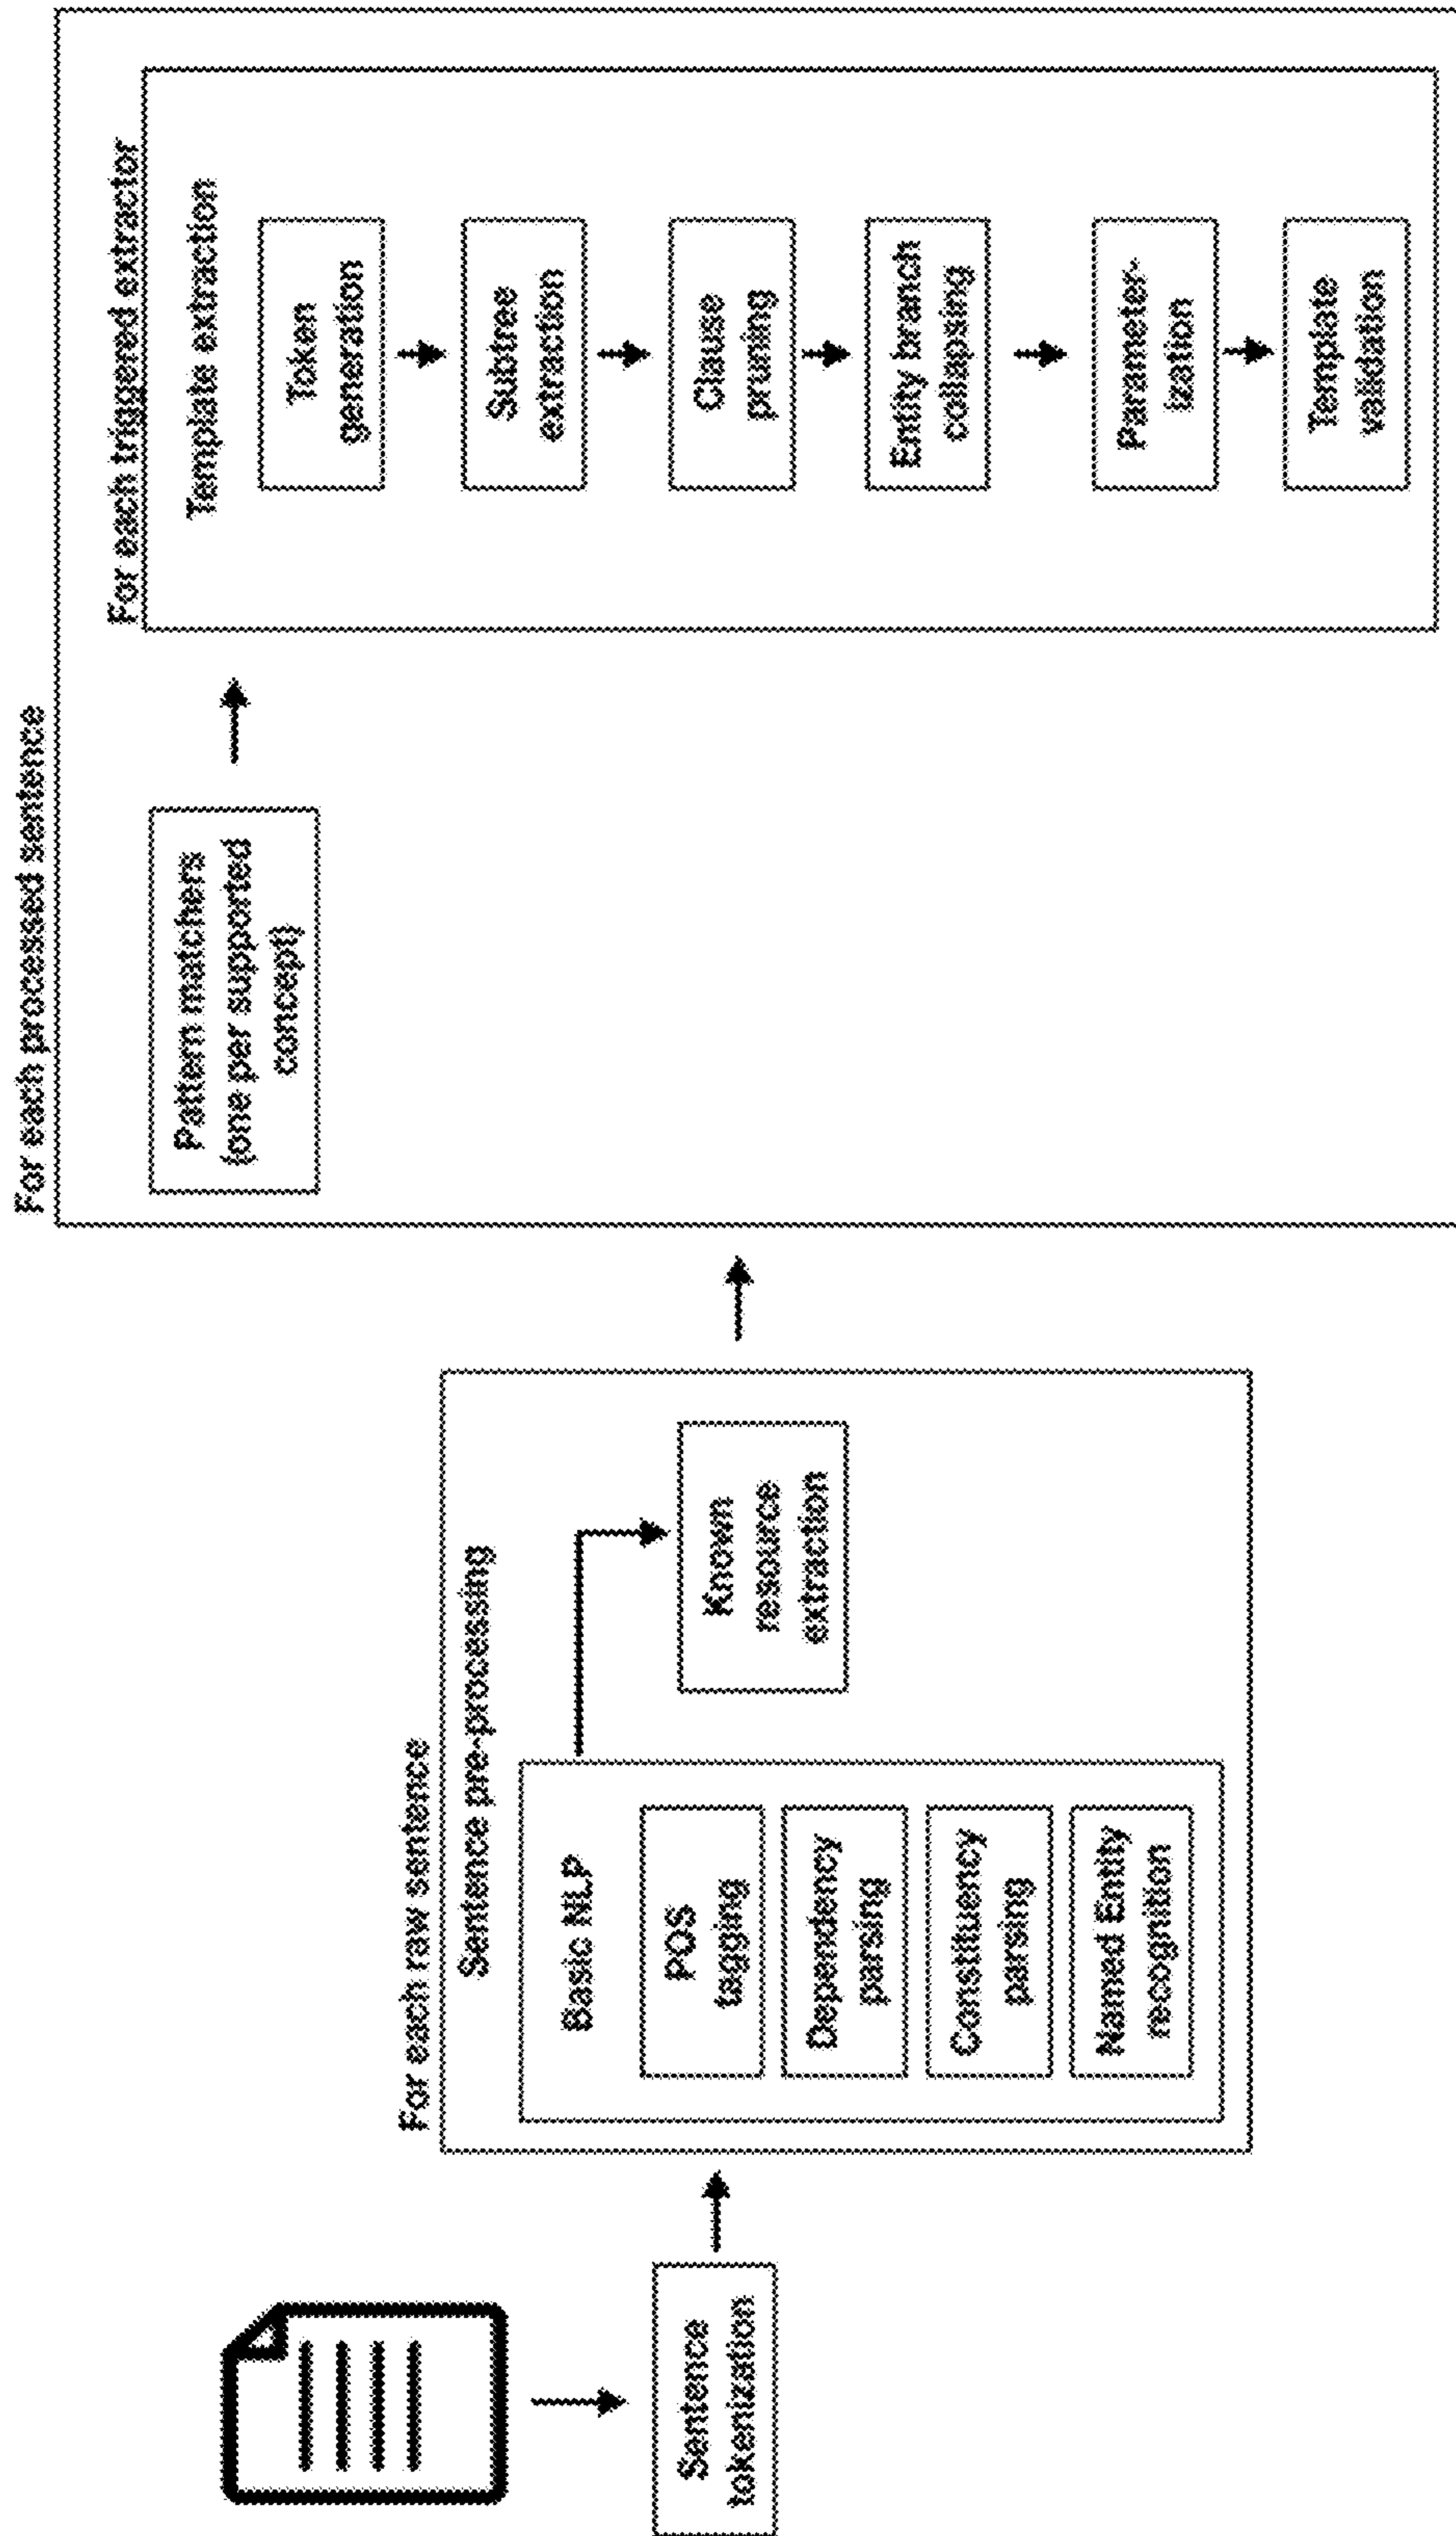 Sentence
tokenization
For each raw sentence
Sentence pre-processing
Basic NLP
POS
tagging
Dependency
parsing
Constituency
parsing
Named Entity
recognition
Known
resource
extraction
For each processed sentence
Pattern matchers
(one per supported
concept)
For each triggered extractor
Template extraction
Token
generation
Subtree
extraction
Clause
pruning
Entity branch
collapsing
Parameter-
ization
Template
validation